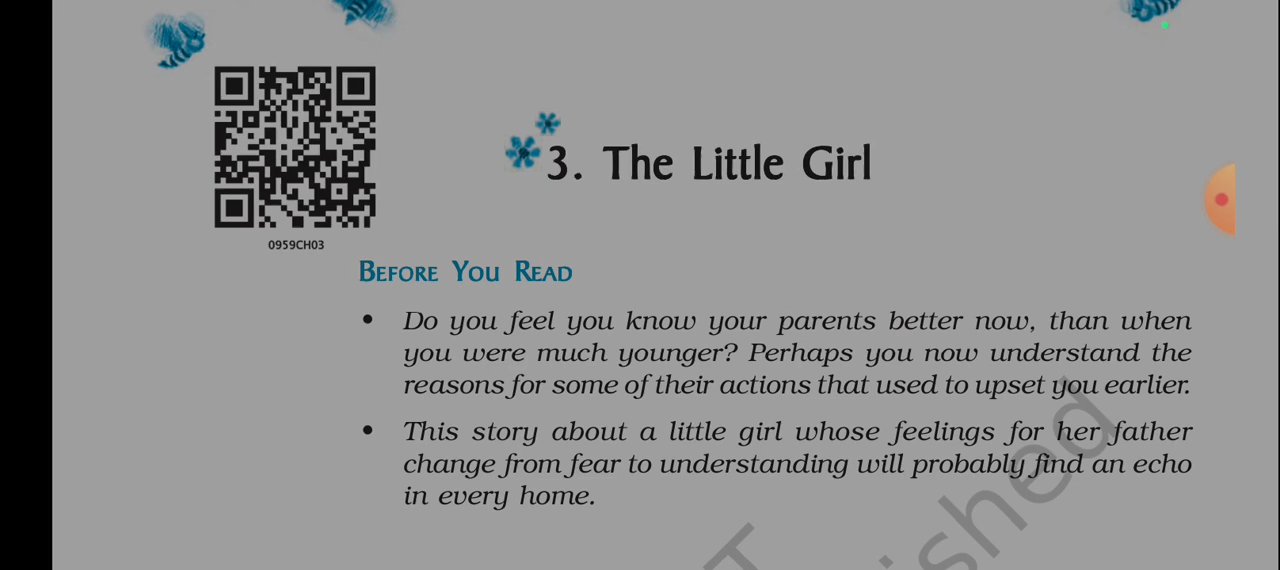 0959CH03
3. The Little Girl
BEFORE YOU READ
• Do you feel you know your parents better now, than when
you were much younger? Perhaps you now understand the
reasons for some of their actions that used to upset you earlier.
• This story about a little girl whose feelings for her father
change from fear to understanding will probably find an echo
in every home.